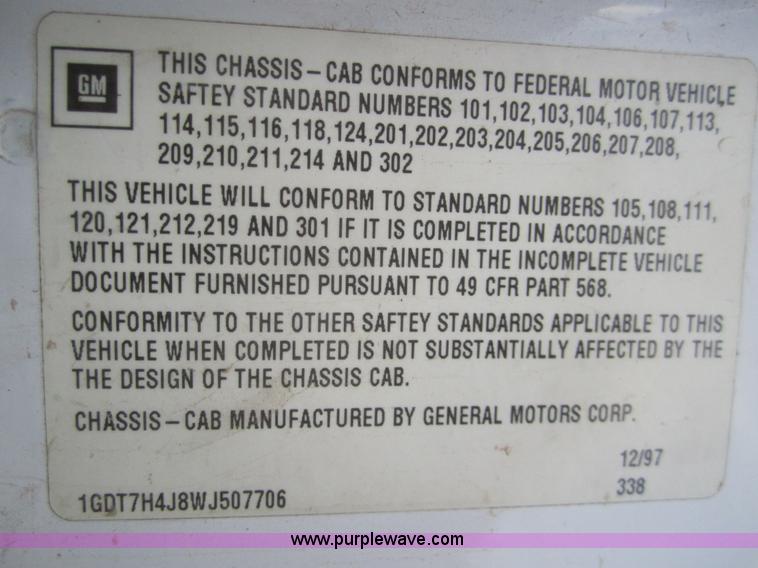 GM
THIS CHASSIS-CAB CONFORMS TO FEDERAL MOTOR VEHICLE
SAFTEY STANDARD NUMBERS 101,102,103,104,106,107,113,
114,115,116,118,124,201,202,203,204,205,206,207,208,
209,210,211,214 AND 302
THIS VEHICLE WILL CONFORM TO STANDARD NUMBERS 105,108,111,
120,121,212,219 AND 301 IF IT IS COMPLETED IN ACCORDANCE
WITH THE INSTRUCTIONS CONTAINED IN THE INCOMPLETE VEHICLE
DOCUMENT FURNISHED PURSUANT TO 49 CFR PART 568.
CONFORMITY TO THE OTHER SAFTEY STANDARDS APPLICABLE TO THIS
VEHICLE WHEN COMPLETED IS NOT SUBSTANTIALLY AFFECTED BY THE
THE DESIGN OF THE CHASSIS CAB.
CHASSIS-CAB MANUFACTURED BY GENERAL MOTORS CORP.
12/97
1GDT7H4J8WJ507706 338
www.purplewave.com